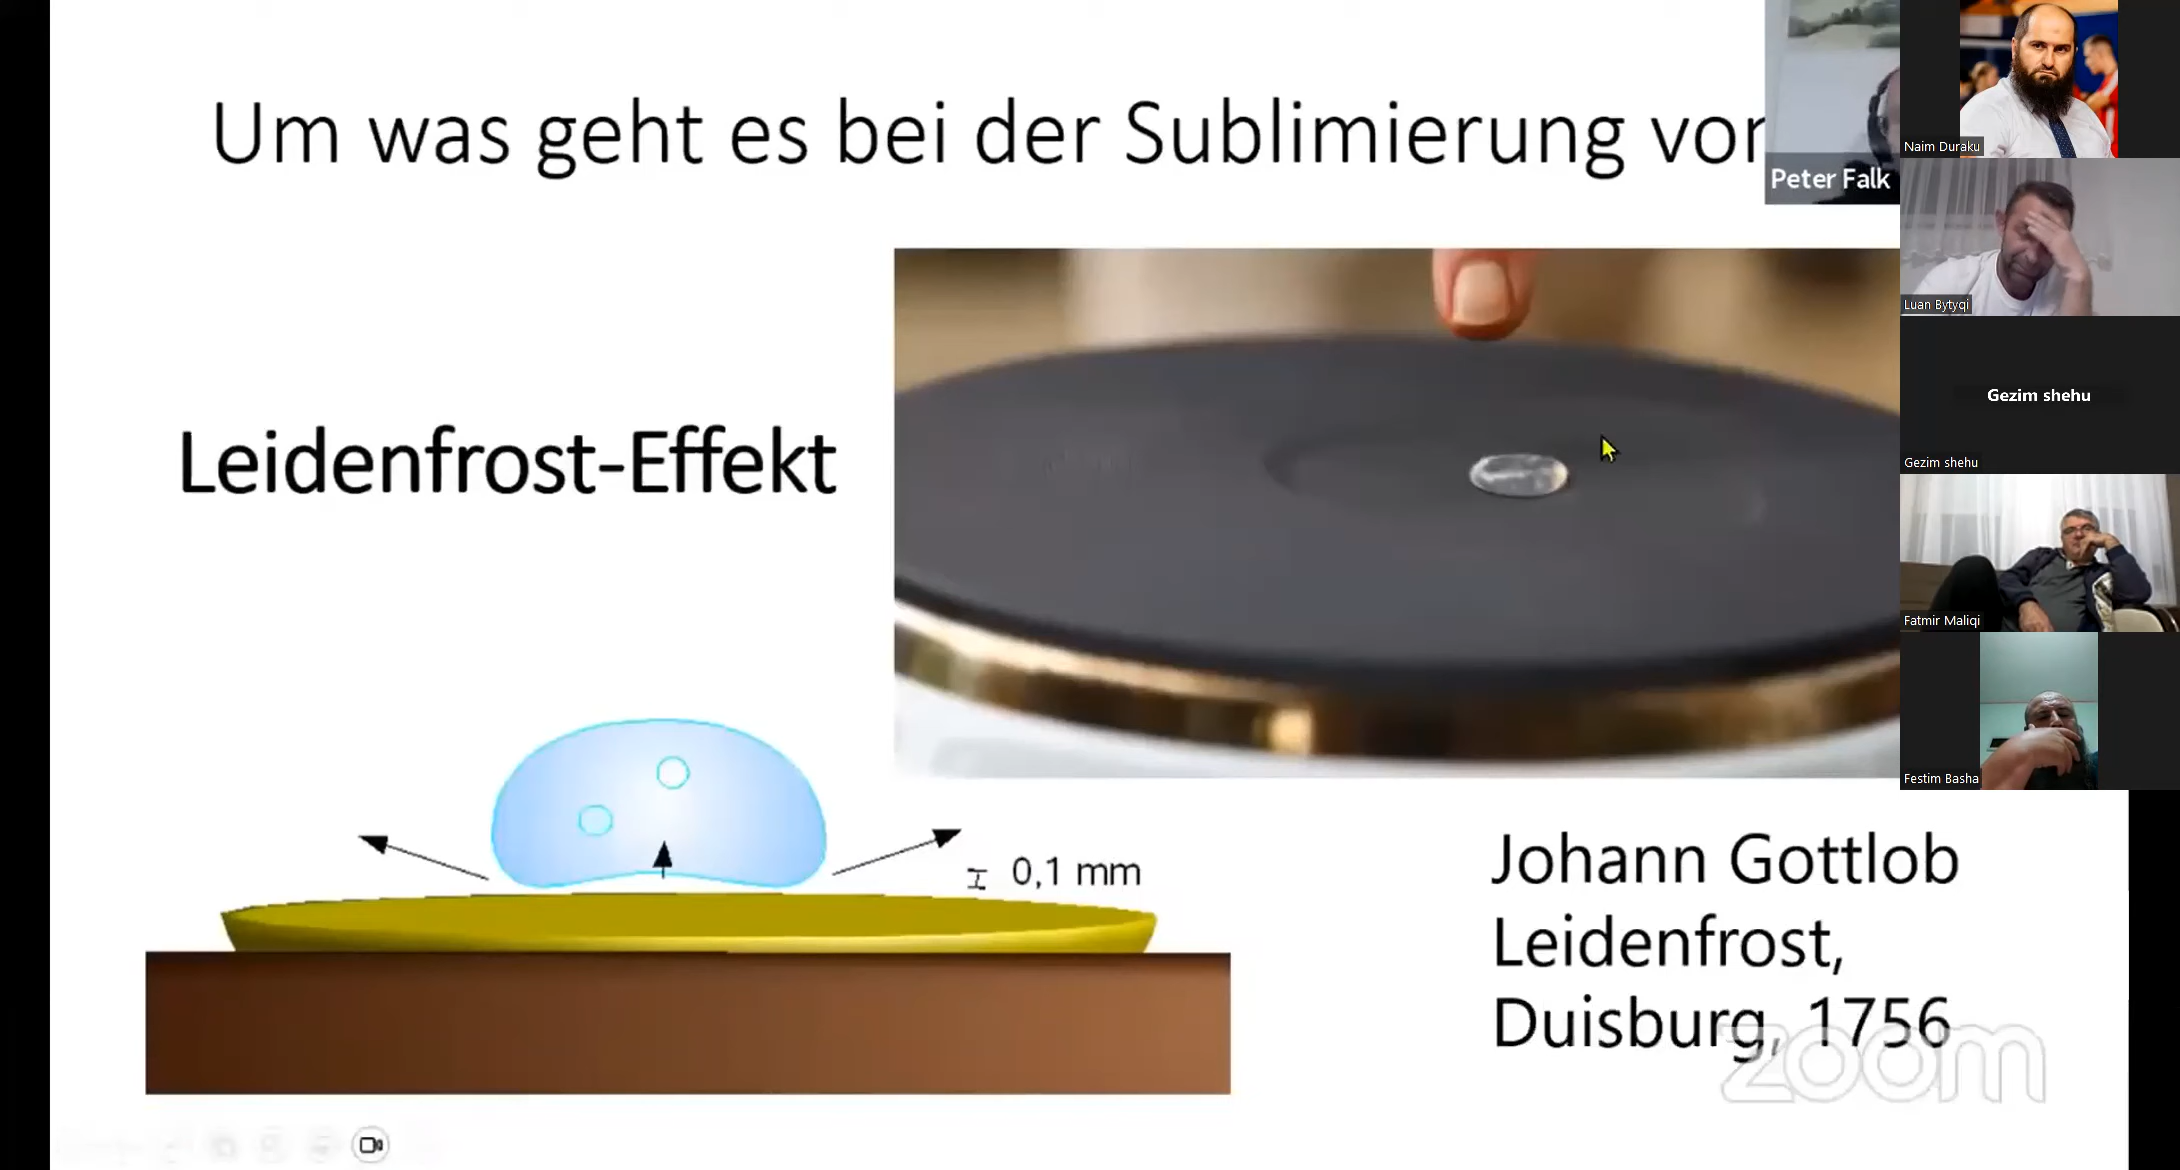 Um was geht es bei der Sublimierung von
Peter Falk
Leidenfrost-Effekt
0,1 mm
Johann Gottlob
Leidenfrost,
Duisburg, 1756
zoom
Naim Duraku
Luan Bytyqi
Gezim shehu
Gezim shehu
Fatmir Maliqi
Festim Basha